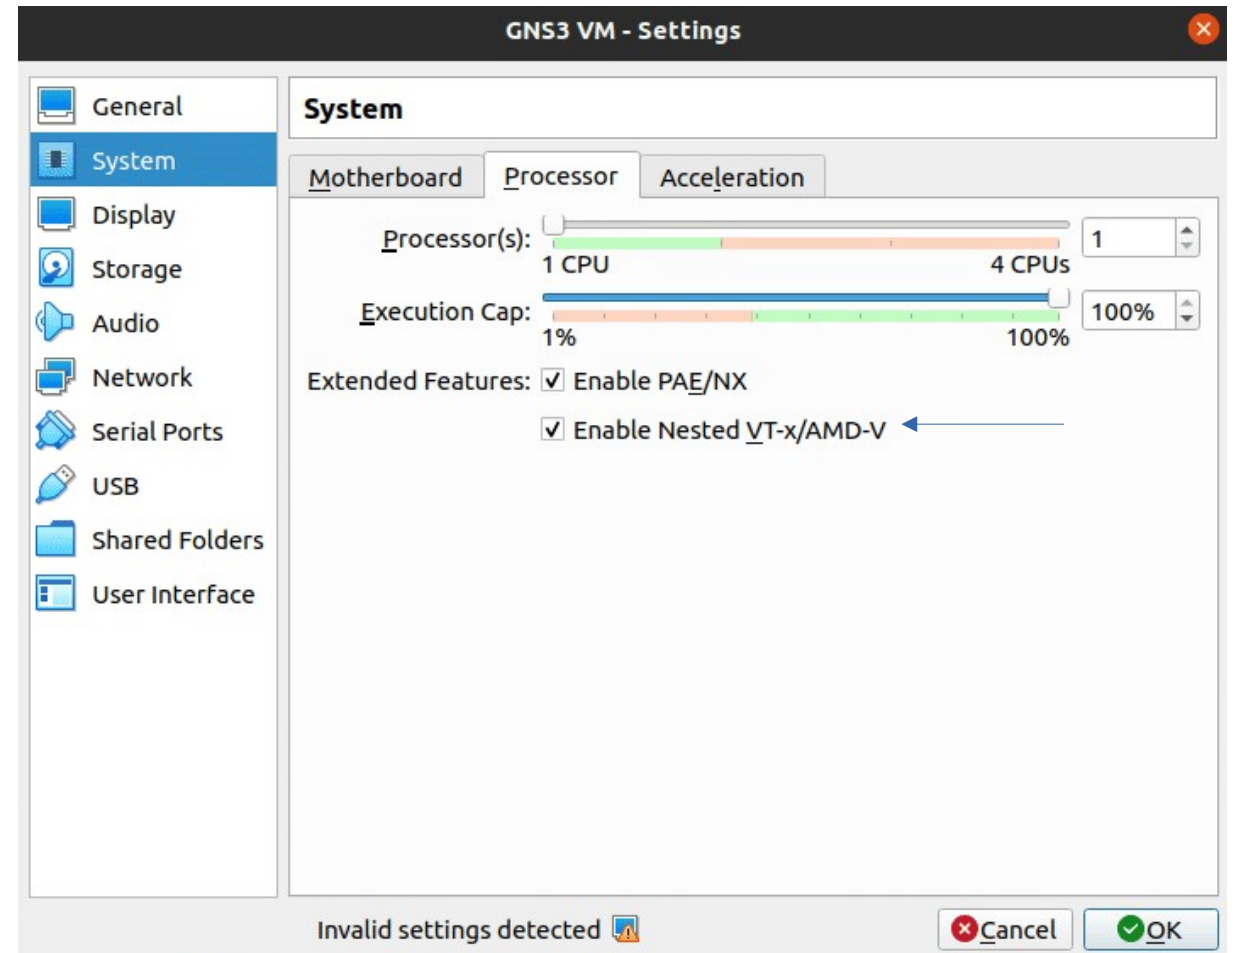 GNS3 VM - Settings
General
System
Display
Storage
Audio
Network
Serial Ports
USB
Shared Folders
User Interface
System
Motherboard Processor Acceleration
Processor(s): 1
1 CPU 4 CPUs
Execution Cap: 100%
1% 100%
Extended Features: Enable PAE/NX
Enable Nested VT-x/AMD-V
Invalid settings detected
Cancel OK